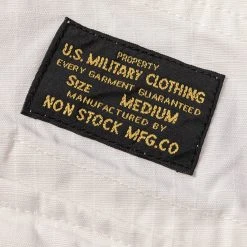 PROPERTY
U.S. MILITARY CLOTHING
EVERY GARMENT GUARANTEED
SIZE MEDIUM
MANUFACTURED BY
NON STOCK MFG.CO